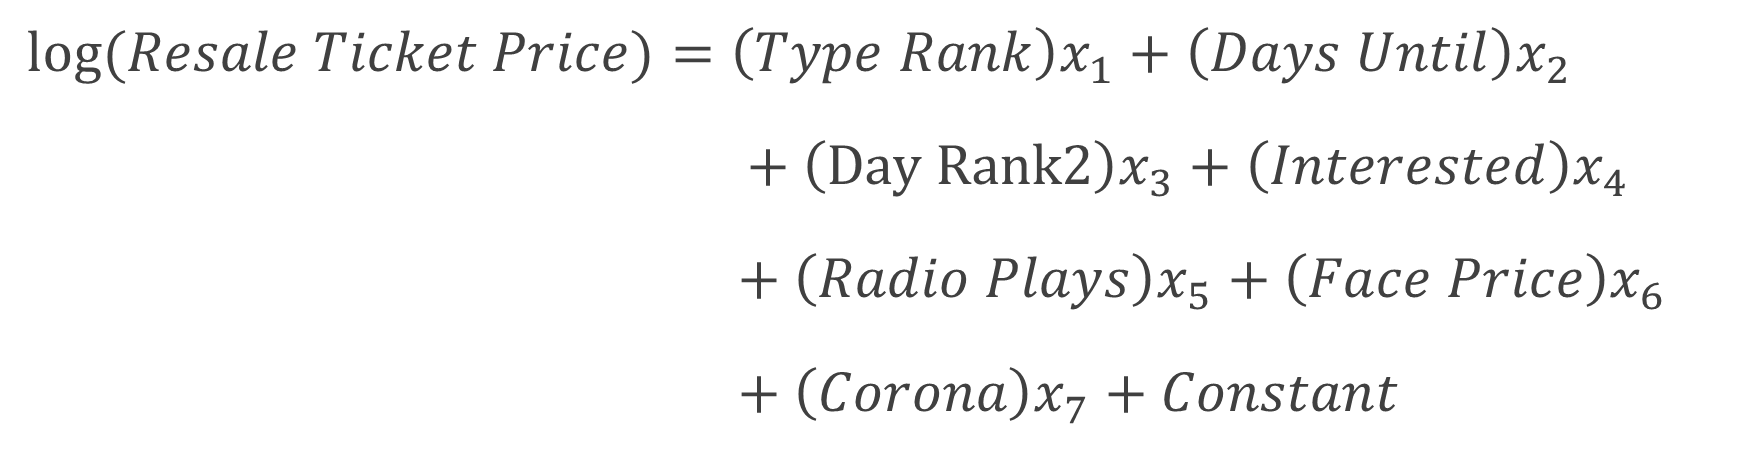 log(Resale Ticket Price) = (Type Rank)x₁ + (Days Until)x₂
+ (Day Rank2)x₃ + (Interested)x₄
+ (Radio Plays)x₅ + (Face Price)x₆
+ (Corona)x₇ + Constant